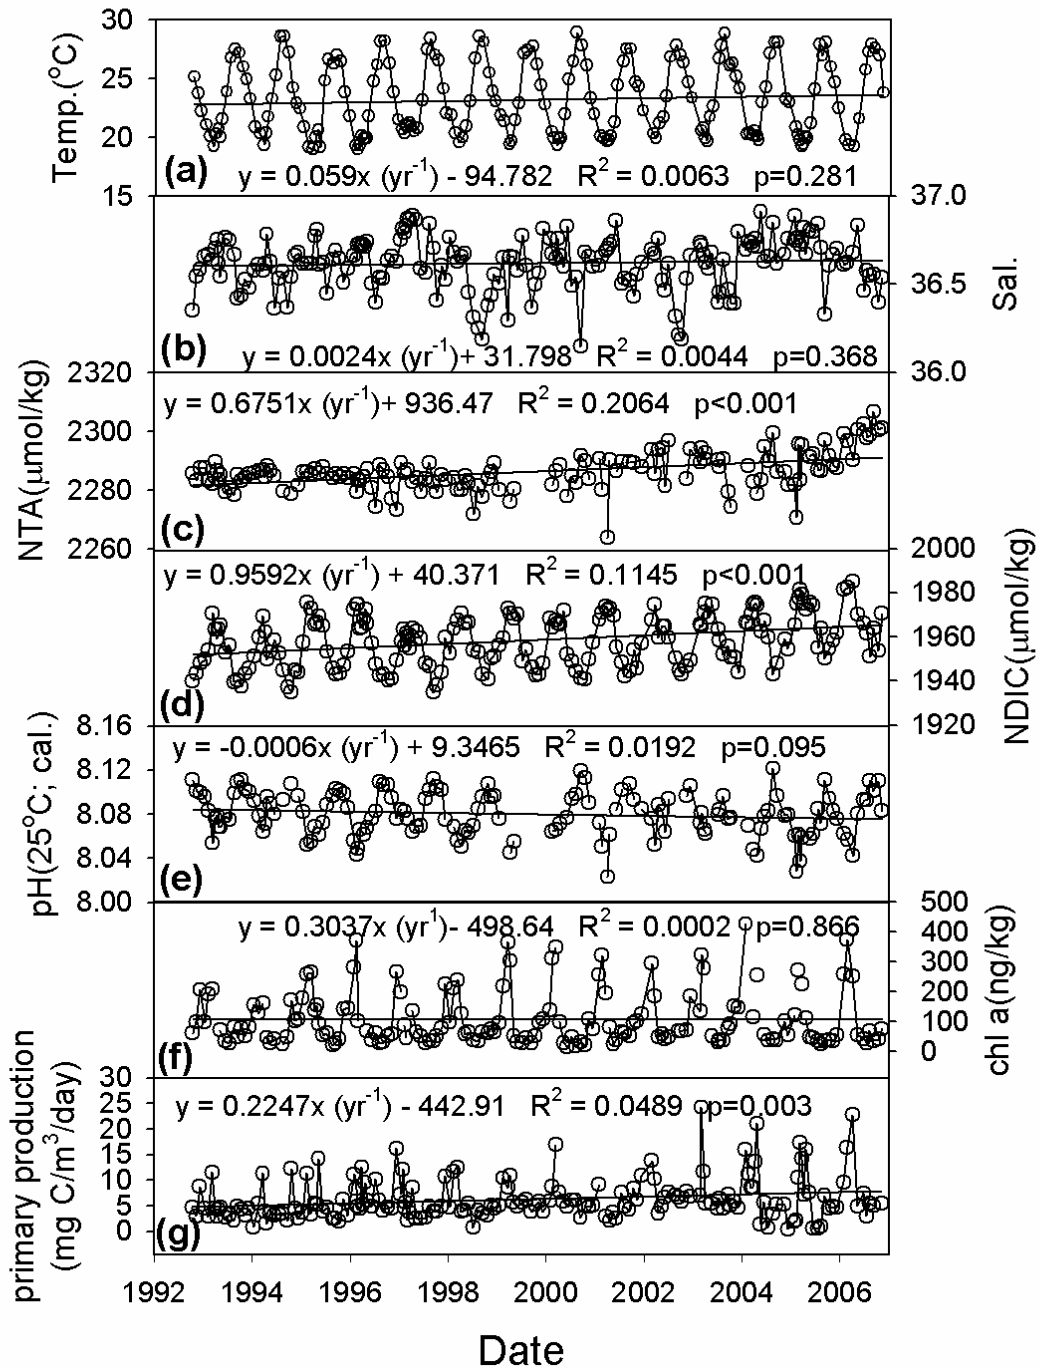 30
25
20
15
Temp.(°C)
(a)
y = 0.059x (yr⁻¹) - 94.782 R² = 0.0063 p=0.281
37.0
36.5
36.0
Sal.
(b)
y = 0.0024x (yr⁻¹)+ 31.798 R² = 0.0044 p=0.368
2320
2300
2280
2260
NTA(μmol/kg)
y = 0.6751x (yr⁻¹)+ 936.47 R² = 0.2064 p<0.001
(c)
2000
1980
1960
1940
1920
NDIC(μmol/kg)
y = 0.9592x (yr⁻¹) + 40.371 R² = 0.1145 p<0.001
(d)
8.16
8.12
8.08
8.04
8.00
pH(25°C; cal.)
y = -0.0006x (yr⁻¹) + 9.3465 R² = 0.0192 p=0.095
(e)
500
400
300
200
100
0
chl a(ng/kg)
y = 0.3037x (yr¹)- 498.64 R² = 0.0002 p=0.866
(f)
30
25
20
15
10
5
0
primary production
(mg C/m³/day)
y = 0.2247x (yr⁻¹) - 442.91 R² = 0.0489 p=0.003
(g)
1992 1994 1996 1998 2000 2002 2004 2006
Date